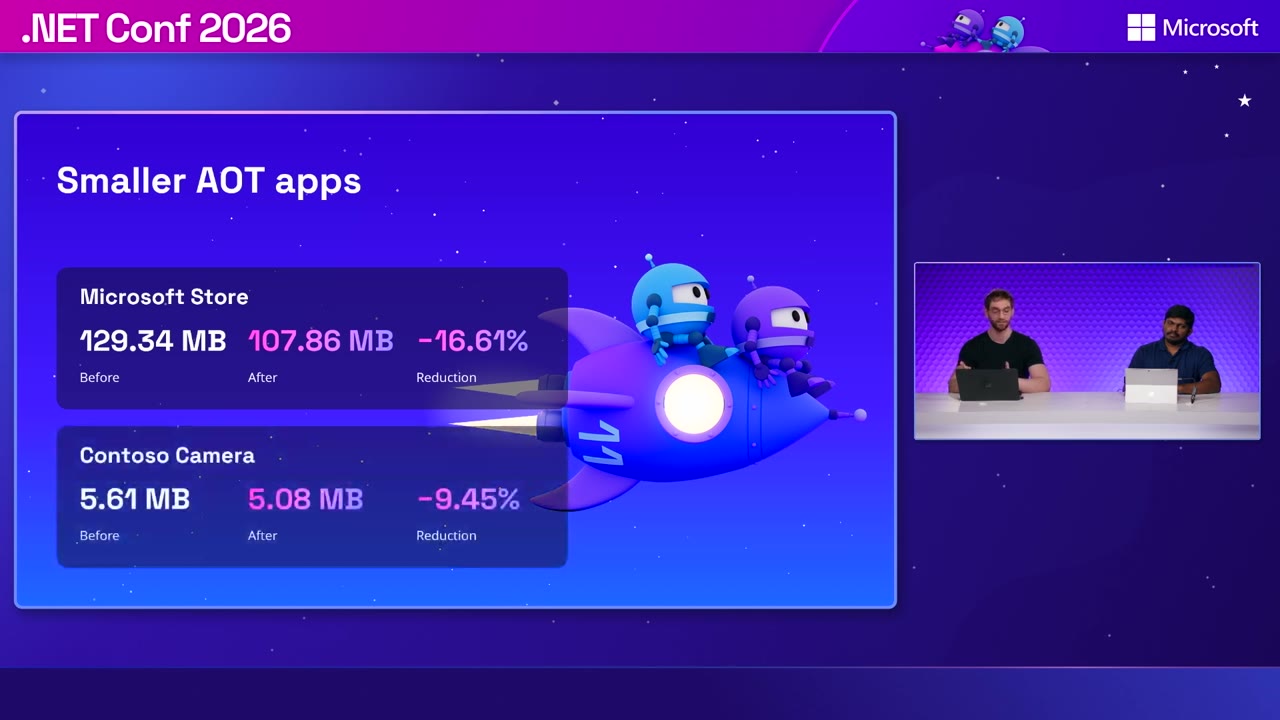 .NET Conf 2026
Microsoft
Smaller AOT apps
Microsoft Store
129.34 MB 107.86 MB -16.61%
Before After Reduction
Contoso Camera
5.61 MB 5.08 MB -9.45%
Before After Reduction